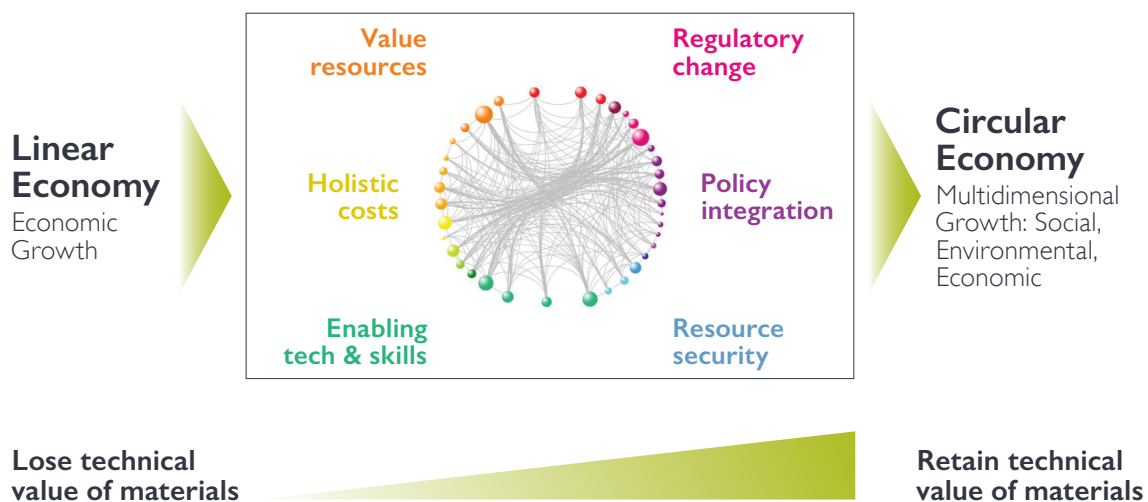 Linear
Economy
Economic
Growth
Value
resources
Regulatory
change
Holistic
costs
Policy
integration
Enabling
tech & skills
Resource
security
Circular
Economy
Multidimensional
Growth: Social,
Environmental,
Economic
Lose technical
value of materials
Retain technical
value of materials